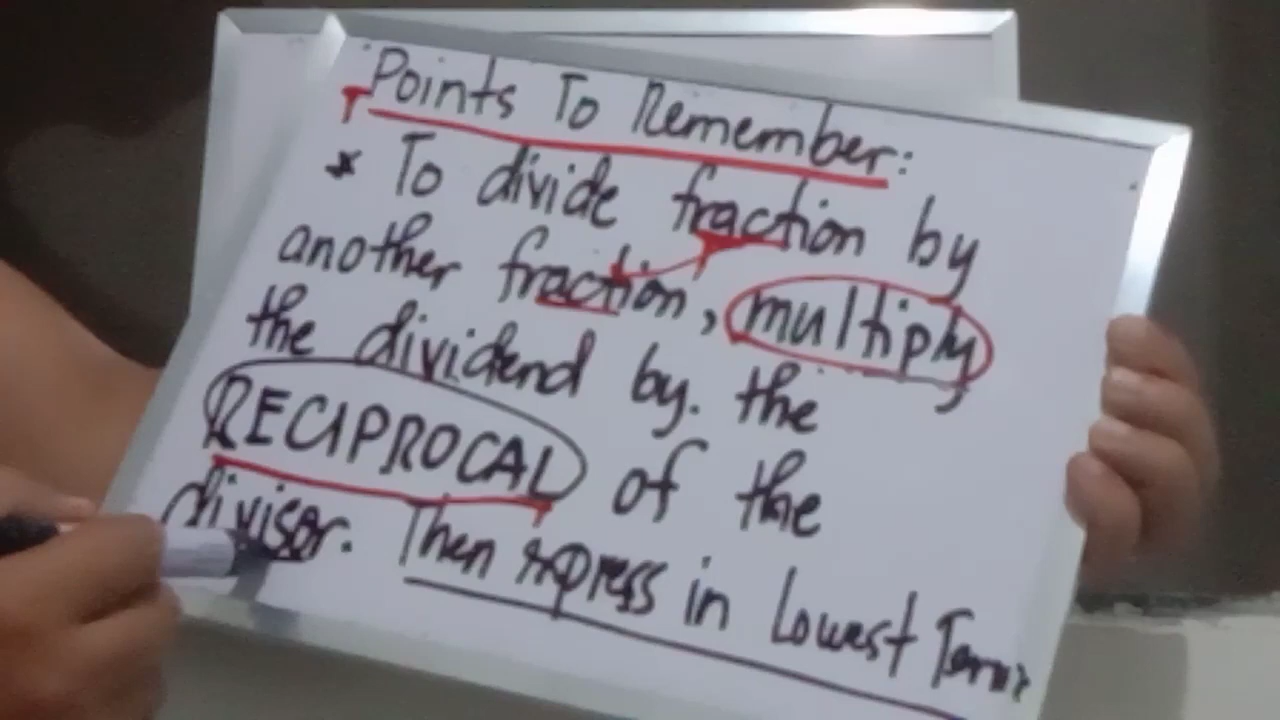 Points To Remember:
* To divide fraction by
another fraction, multiply
the dividend by. the
RECIPROCAL of the
divisor. Then express in Lowest Terms